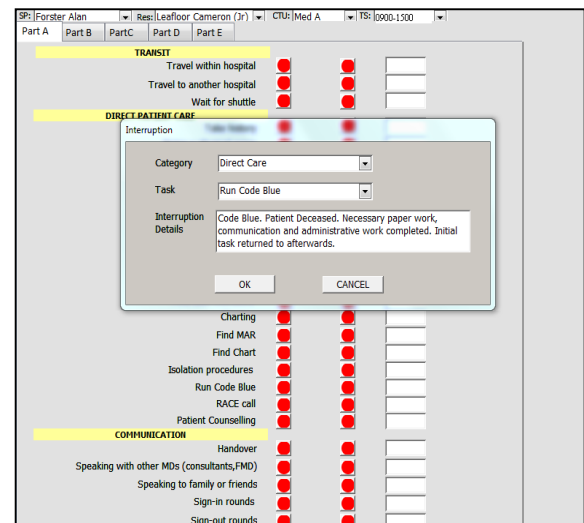 SP: Forster Alan Res: Leafloor Cameron (Jr) CTU: Med A TS: 0900-1500
Part A Part B PartC Part D Part E
TRANSIT
Travel within hospital
Travel to another hospital
Wait for shuttle
DIRECT PATIENT CARE
Take history
Interruption
Category Direct Care
Task Run Code Blue
Interruption Code Blue. Patient Deceased. Necessary paper work,
Details communication and administrative work completed. Initial
task returned to afterwards.
OK CANCEL
Charting
Find MAR
Find Chart
Isolation procedures
Run Code Blue
RACE call
Patient Counselling
COMMUNICATION
Handover
Speaking with other MDs (consultants,FMD)
Speaking to family or friends
Sign-in rounds
Sign-out rounds